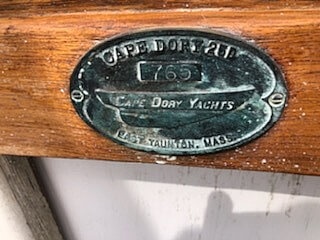 CAPE DORY 25D
765
CAPE DORY YACHTS
EAST TAUNTON, MASS.